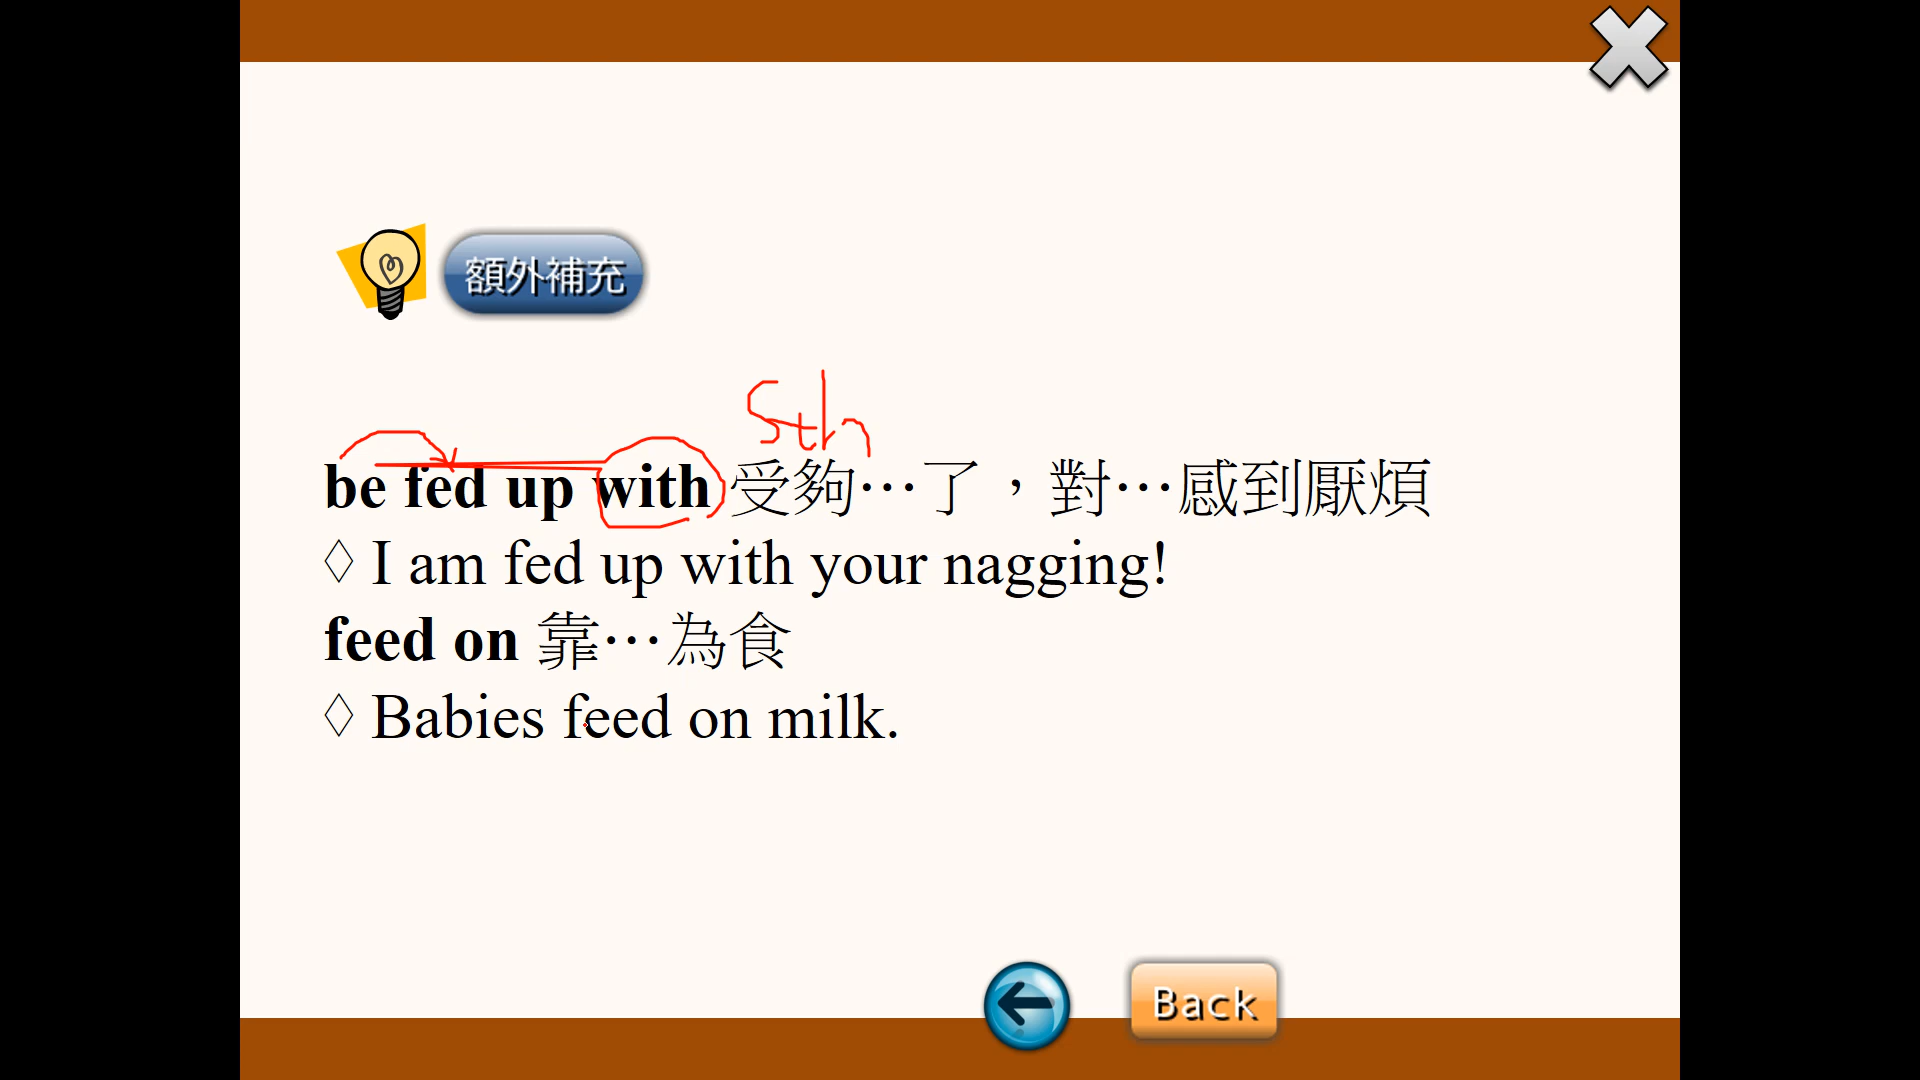 額外補充
sth
be fed up with 受夠…了，對…感到厭煩
◊ I am fed up with your nagging!
feed on 靠…為食
◊ Babies feed on milk.
Back